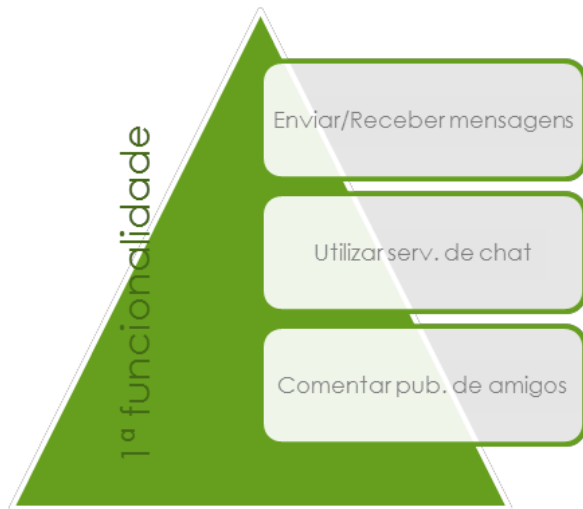 1ª funcionalidade
Enviar/Receber mensagens
Utilizar serv. de chat
Comentar pub. de amigos